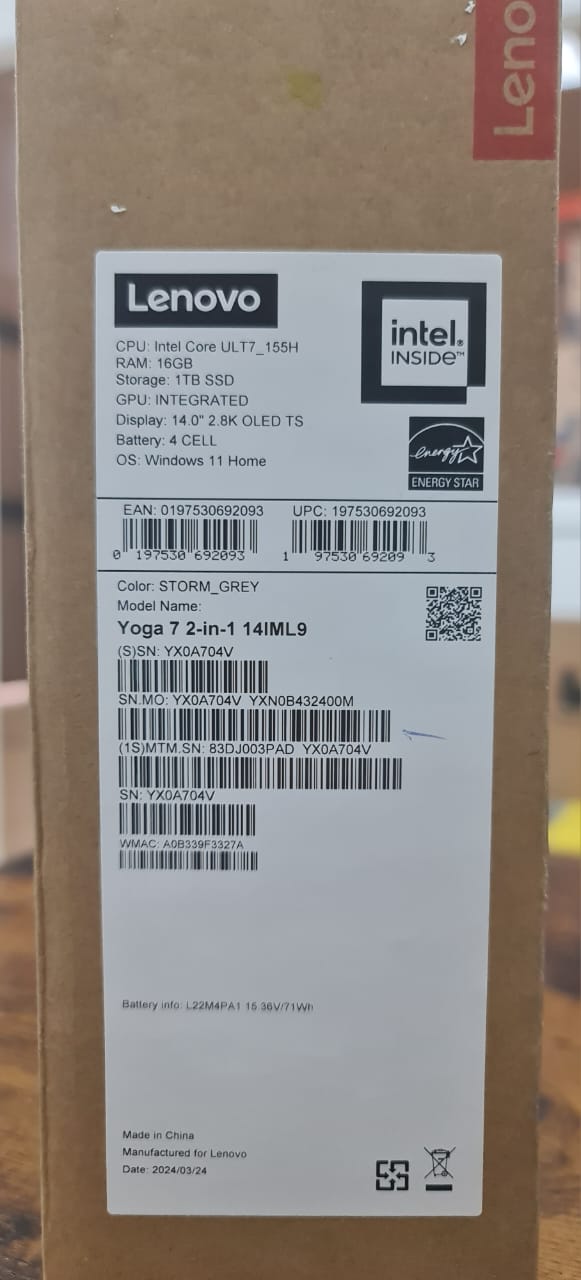 Leno
Lenovo
intel.
INSIDE™
CPU: Intel Core ULT7_155H
RAM: 16GB
Storage: 1TB SSD
GPU: INTEGRATED
Display: 14.0" 2.8K OLED TS
Battery: 4 CELL
OS: Windows 11 Home
energy
ENERGY STAR
EAN: 0197530692093 UPC: 197530692093
0 197530 692093 1 97530 69209 3
Color: STORM_GREY
Model Name:
Yoga 7 2-in-1 14IML9
(S)SN: YX0A704V
SN.MO: YX0A704V YXN0B432400M
(1S)MTM.SN: 83DJ003PAD YX0A704V
SN: YX0A704V
WMAC: A0B339F3327A
Battery info: L22M4PA1 15.36V/71Wh
Made in China
Manufactured for Lenovo
Date: 2024/03/24